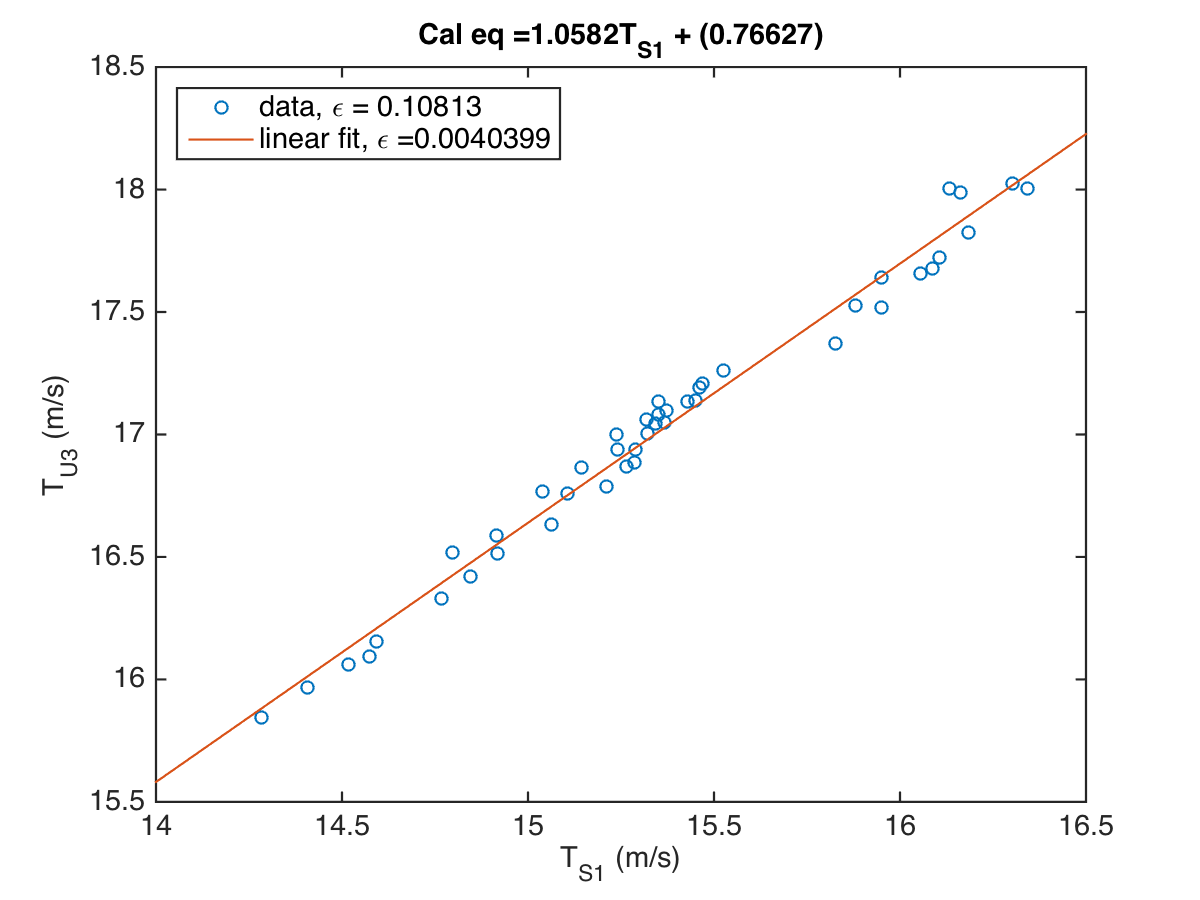 Cal eq =1.0582T_S1 + (0.76627)
18.5
data, ϵ = 0.10813
linear fit, ϵ =0.0040399
18
17.5
17
T_U3 (m/s)
16.5
16
15.5
14 14.5 15 15.5 16 16.5
T_S1 (m/s)